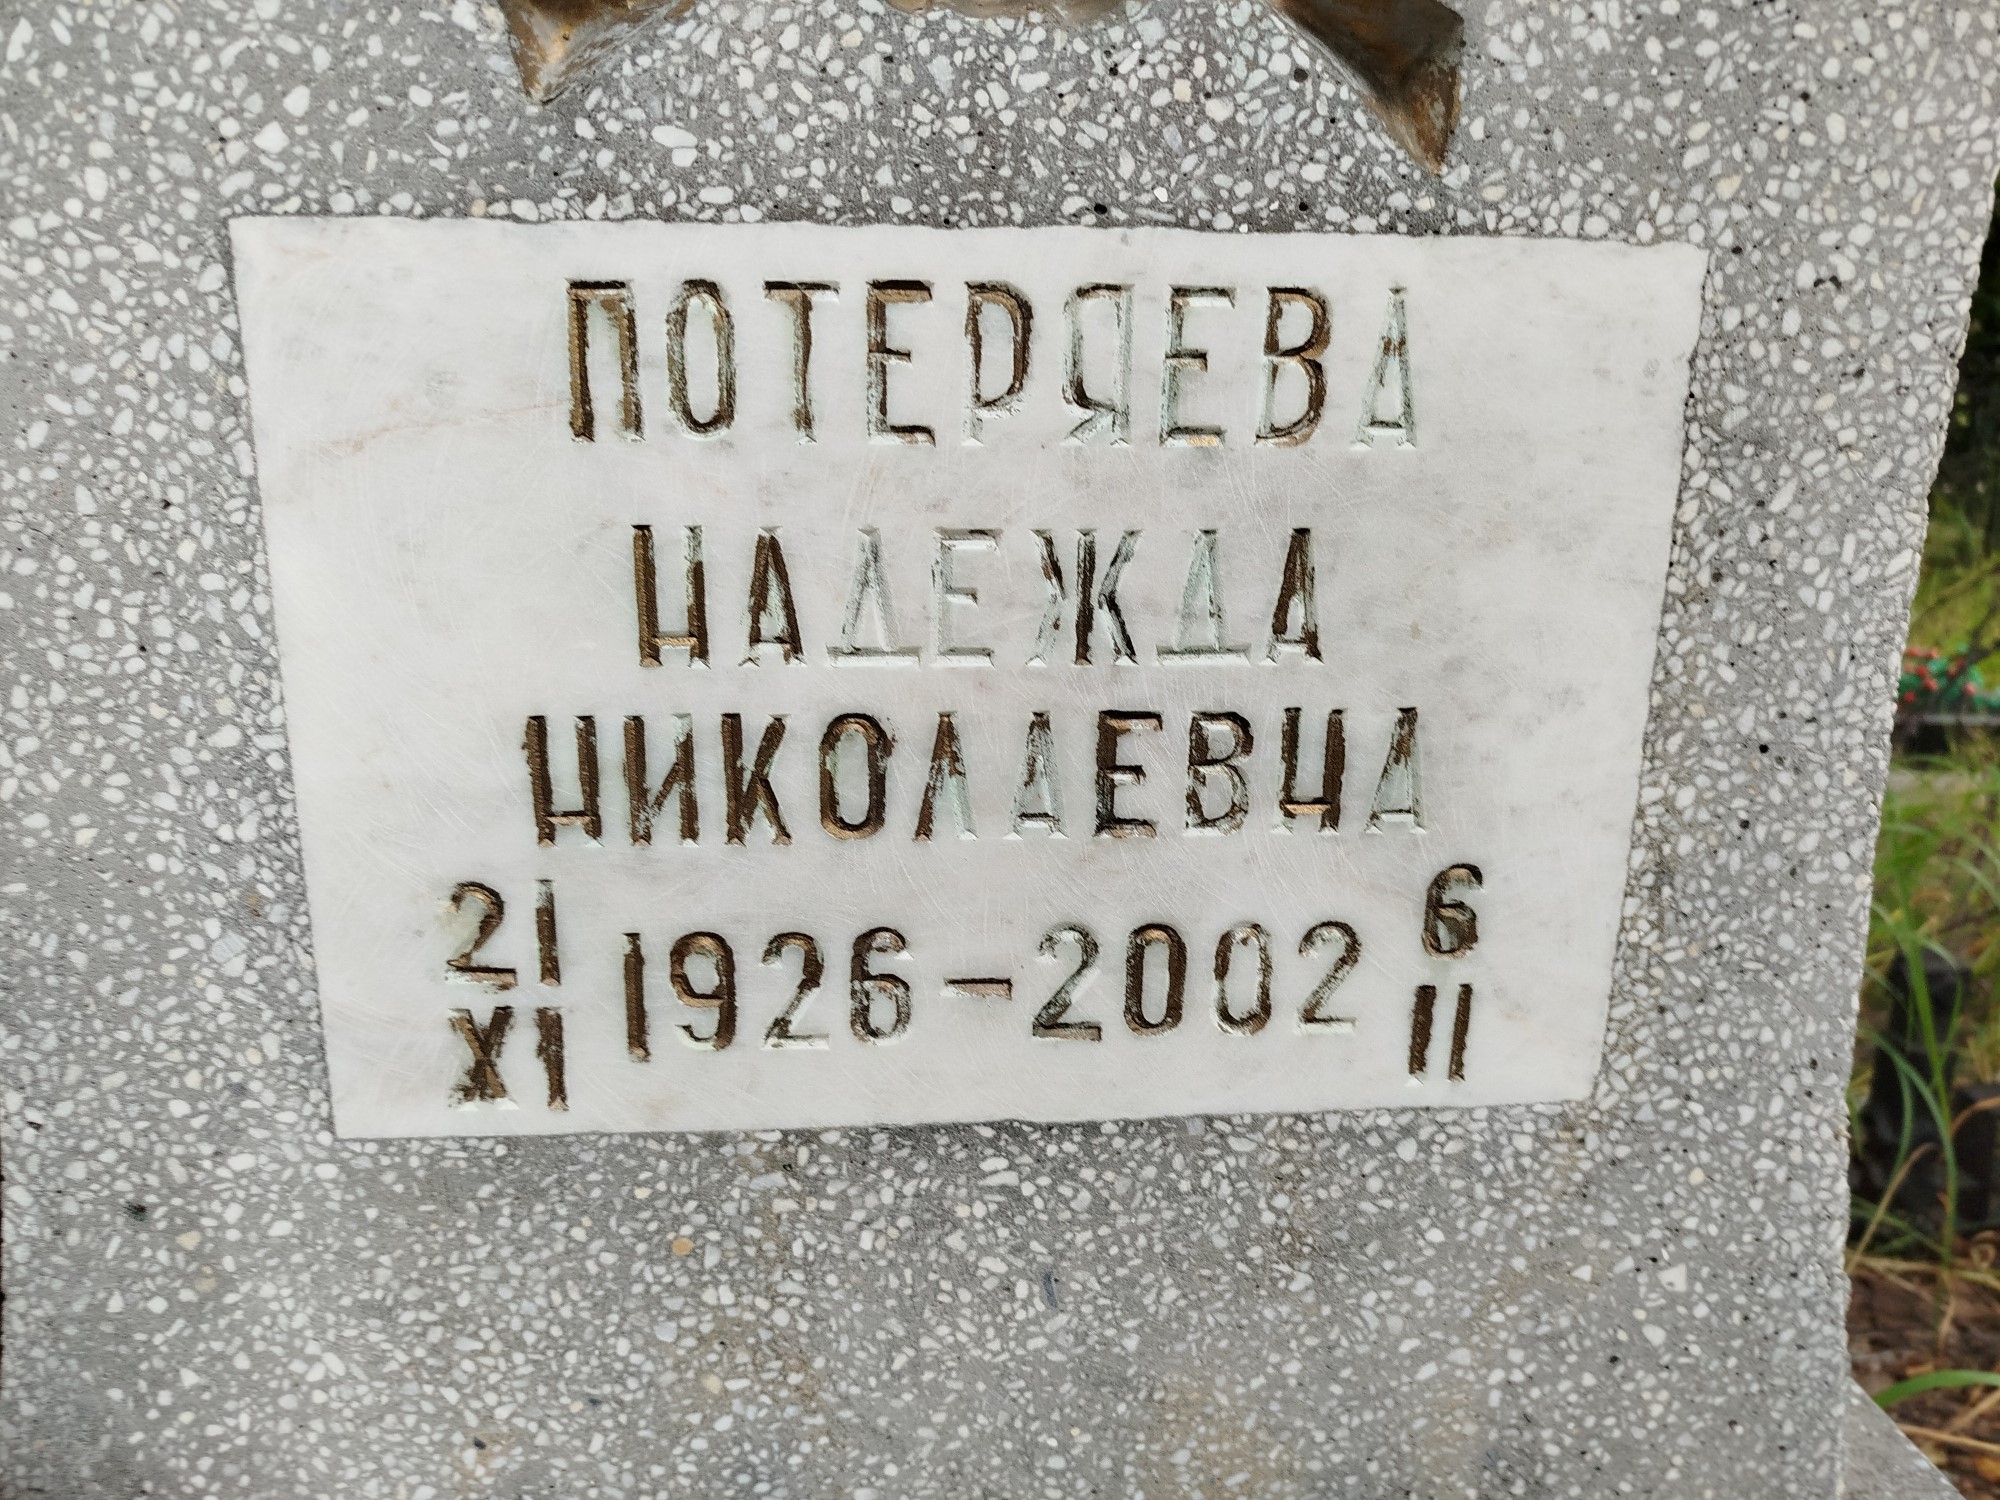 ПОТЕРЯЕВА
НАДЕЖДА
НИКОЛАЕВНА
21 XI 1926 – 2002 6 II